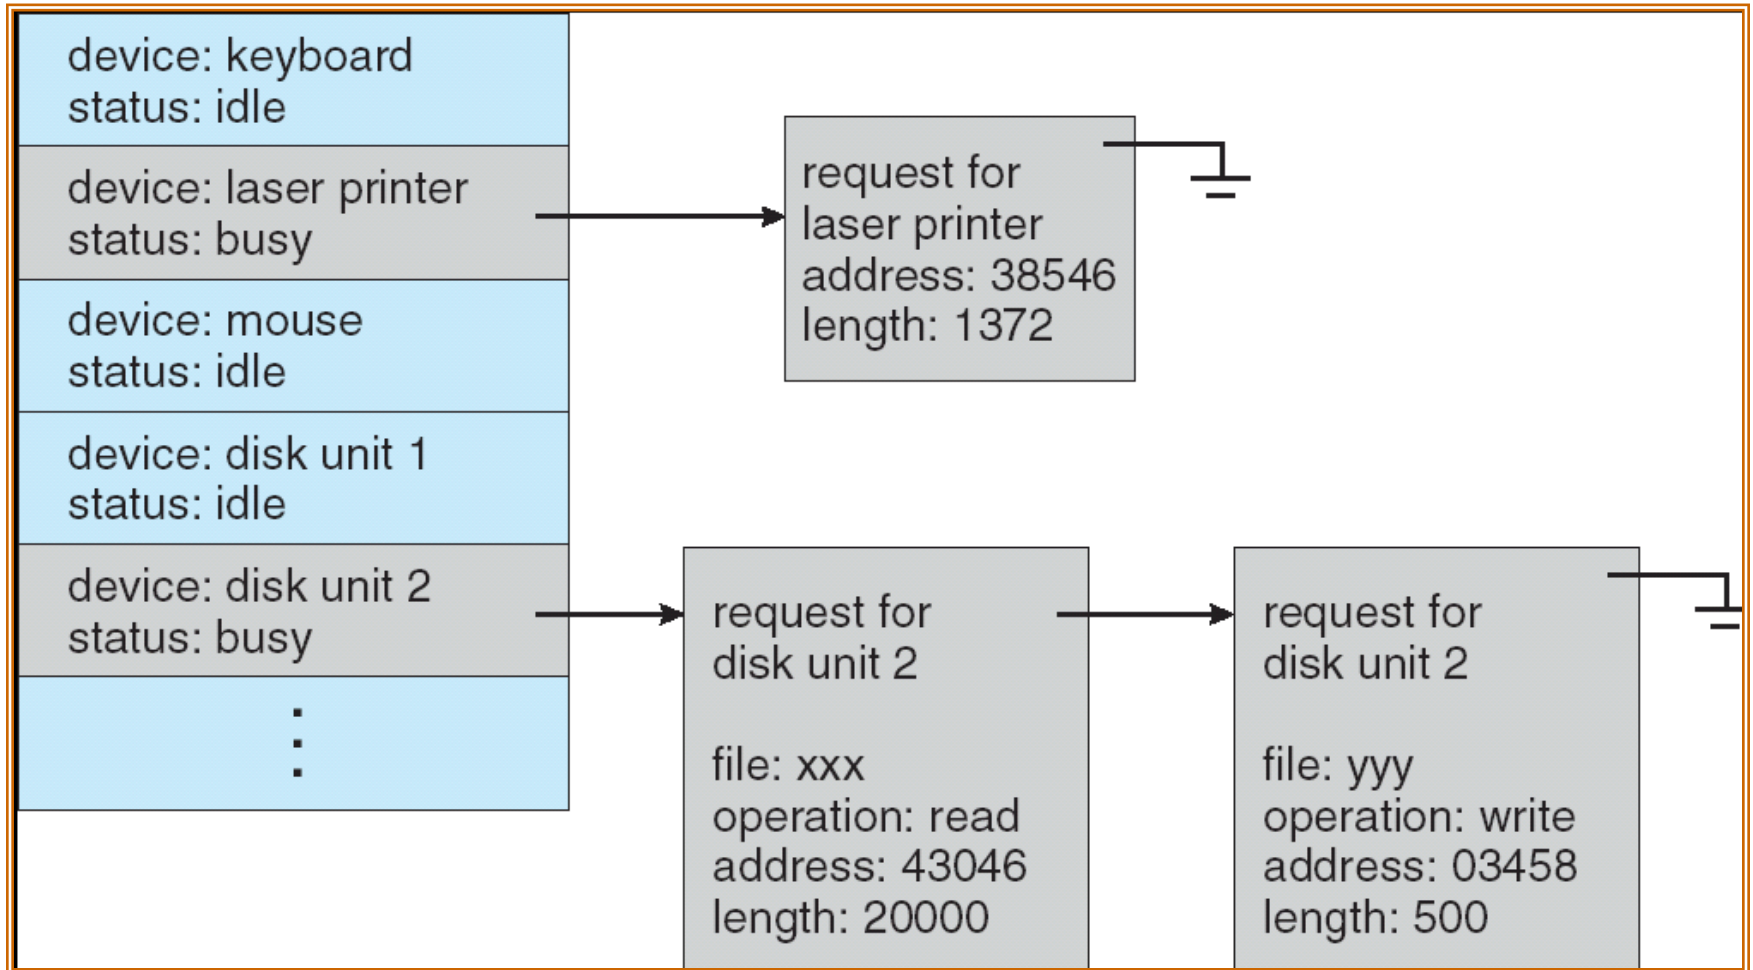 device: keyboard
status: idle
device: laser printer
status: busy
device: mouse
status: idle
device: disk unit 1
status: idle
device: disk unit 2
status: busy
request for
laser printer
address: 38546
length: 1372
request for
disk unit 2
file: xxx
operation: read
address: 43046
length: 20000
request for
disk unit 2
file: yyy
operation: write
address: 03458
length: 500